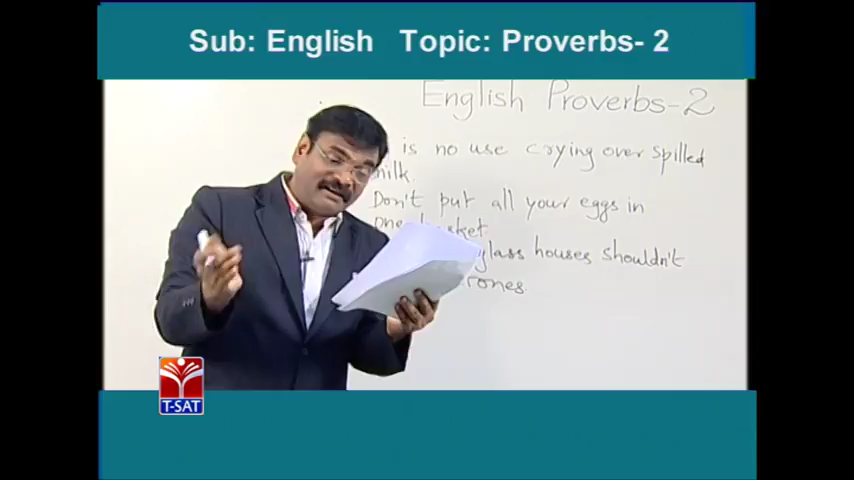 Sub: English Topic: Proverbs- 2
English Proverbs-2
is no use crying over spilled
milk.
Don't put all your eggs in
one basket
glass houses shouldn't
T-SAT